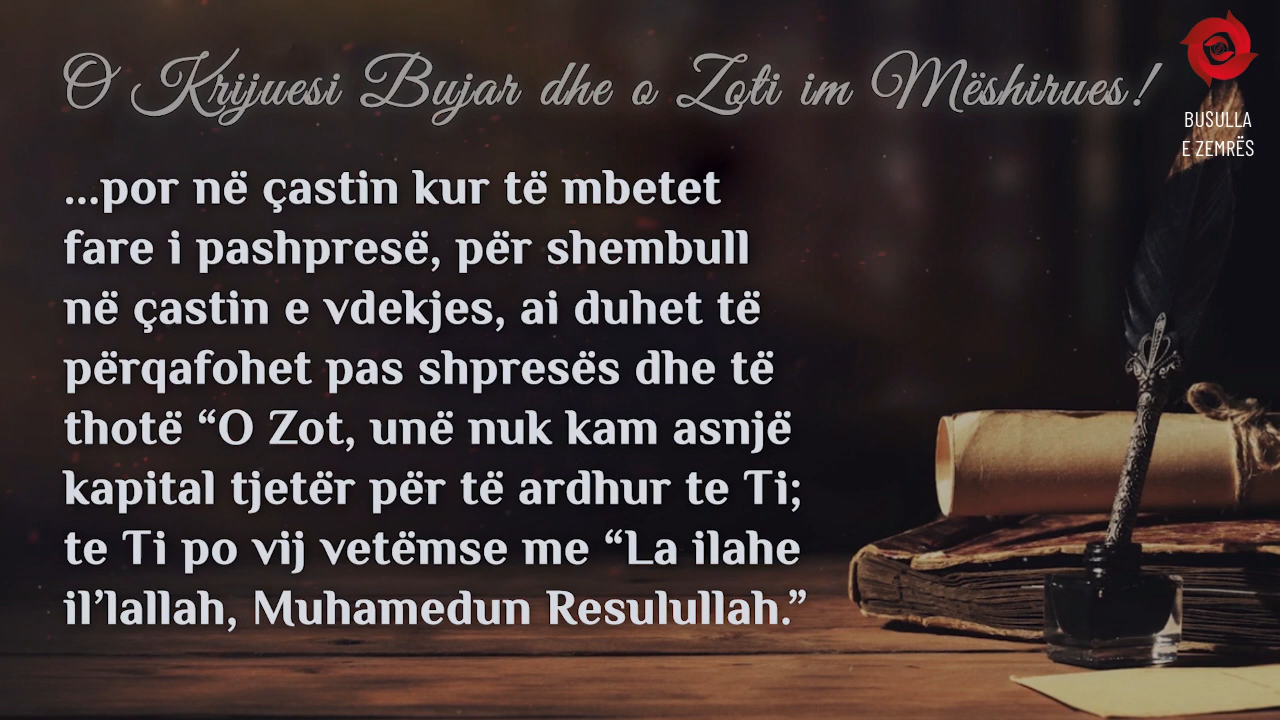 O Krijuesi Bujar dhe o Zoti im Mëshirues!
BUSULLA
E ZEMRËS
...por në çastin kur të mbetet
fare i pashpresë, për shembull
në çastin e vdekjes, ai duhet të
përqafohet pas shpresës dhe të
thotë “O Zot, unë nuk kam asnjë
kapital tjetër për të ardhur te Ti;
te Ti po vij vetëmse me “La ilahe
il’lallah, Muhamedun Resulullah.”